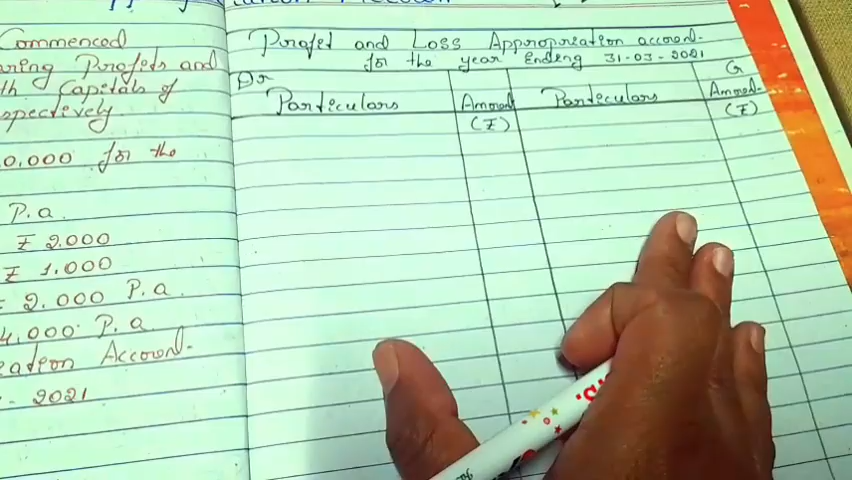 Commenced
aring Profits and
th Capitals of
spectively
0,000 for the
P.a.
₹ 2,000
₹ 1,000
= 2,000 P.a
4,000 P.a
eation Account
- 2021
Profit and Loss Appropreation account
for the year Ending 31-03-2021
Dr Cr
Particulars Amount (₹) Particulars Amount (₹)